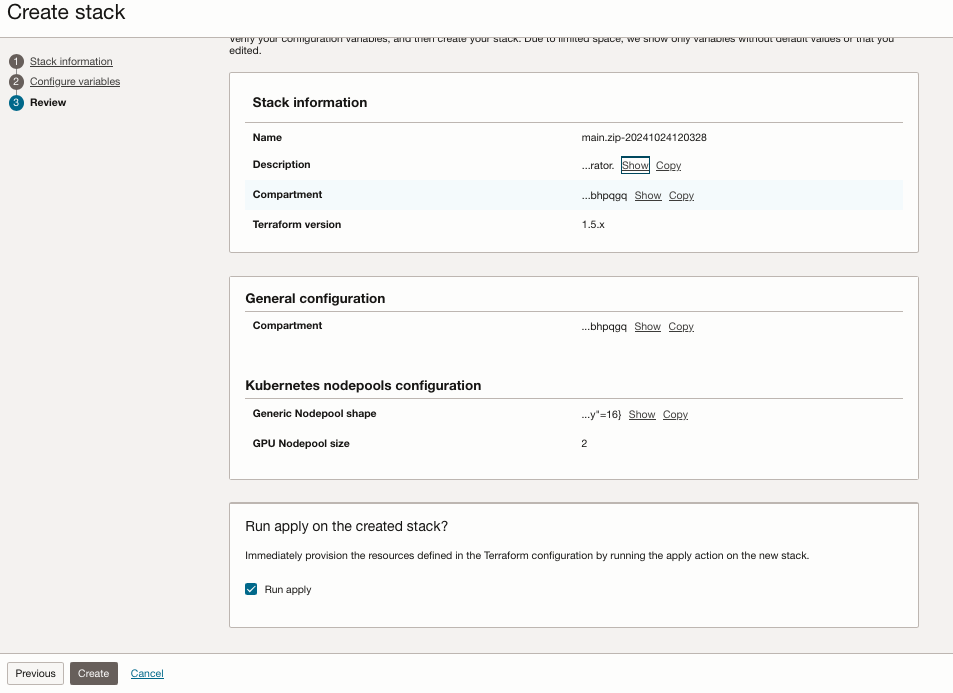 Create stack
verify your configuration variables, and then create your stack. Due to limited space, we show only variables without default values or that you
edited.
1 Stack information
2 Configure variables
3 Review
Stack information
Name main.zip-20241024120328
Description ...rator. Show Copy
Compartment ...bhpqgq Show Copy
Terraform version 1.5.x
General configuration
Compartment ...bhpqgq Show Copy
Kubernetes nodepools configuration
Generic Nodepool shape ...y"=16} Show Copy
GPU Nodepool size 2
Run apply on the created stack?
Immediately provision the resources defined in the Terraform configuration by running the apply action on the new stack.
Run apply
Previous Create Cancel